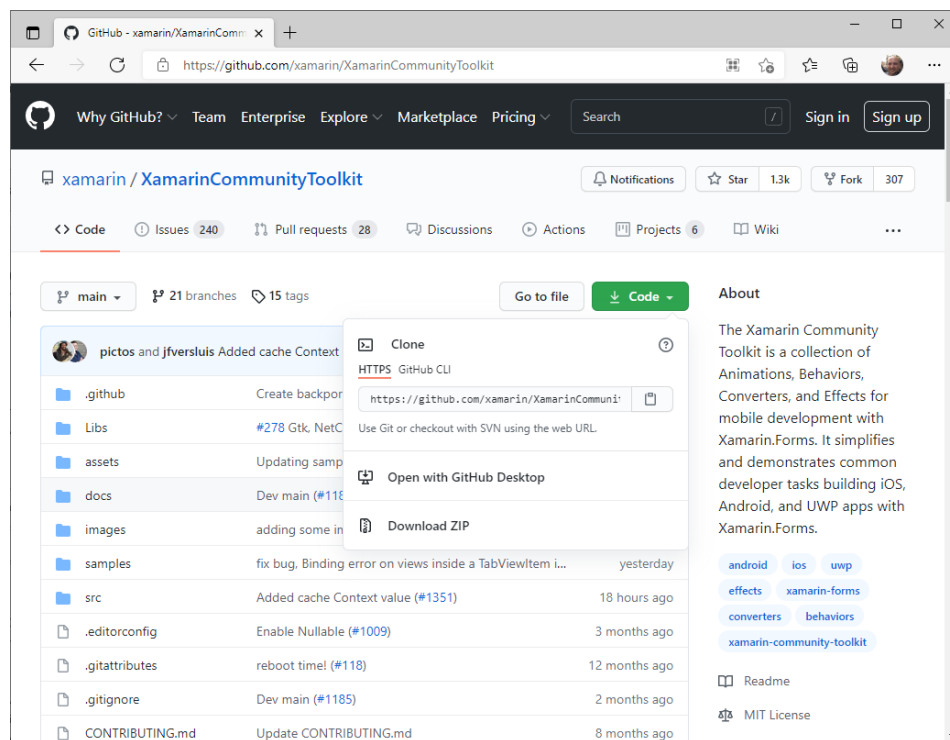 GitHub - xamarin/XamarinComm
https://github.com/xamarin/XamarinCommunityToolkit
Why GitHub? Team Enterprise Explore Marketplace Pricing Search / Sign in Sign up
xamarin / XamarinCommunityToolkit Notifications Star 1.3k Fork 307
Code Issues 240 Pull requests 28 Discussions Actions Projects 6 Wiki ...
main 21 branches 15 tags Go to file Code
pictos and jfversluis Added cache Context
.github Create backpor
Libs #278 Gtk, NetC
assets Updating samp
docs Dev main (#118
images adding some in
samples fix bug, Binding error on views inside a TabViewItem i... yesterday
src Added cache Context value (#1351) 18 hours ago
.editorconfig Enable Nullable (#1009) 3 months ago
.gitattributes reboot time! (#118) 12 months ago
.gitignore Dev main (#1185) 2 months ago
CONTRIBUTING.md Update CONTRIBUTING.md 8 months ago
Clone
HTTPS GitHub CLI
https://github.com/xamarin/XamarinCommuni
Use Git or checkout with SVN using the web URL.
Open with GitHub Desktop
Download ZIP
About
The Xamarin Community
Toolkit is a collection of
Animations, Behaviors,
Converters, and Effects for
mobile development with
Xamarin.Forms. It simplifies
and demonstrates common
developer tasks building iOS,
Android, and UWP apps with
Xamarin.Forms.
android ios uwp
effects xamarin-forms
converters behaviors
xamarin-community-toolkit
Readme
MIT License